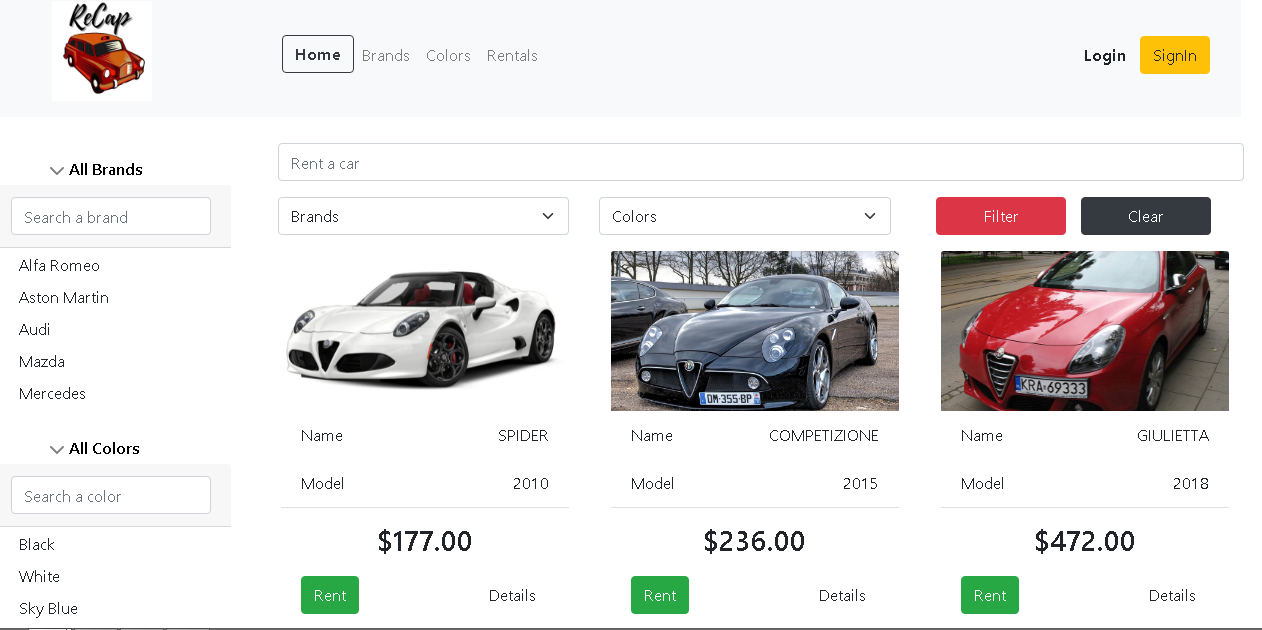 ReCap
Home Brands Colors Rentals Login SignIn
All Brands
Search a brand
Alfa Romeo
Aston Martin
Audi
Mazda
Mercedes
All Colors
Search a color
Black
White
Sky Blue
Rent a car
Brands Colors Filter Clear
DM-355-BP
KRA 69333
Name SPIDER Name COMPETIZIONE Name GIULIETTA
Model 2010 Model 2015 Model 2018
$177.00 $236.00 $472.00
Rent Details Rent Details Rent Details